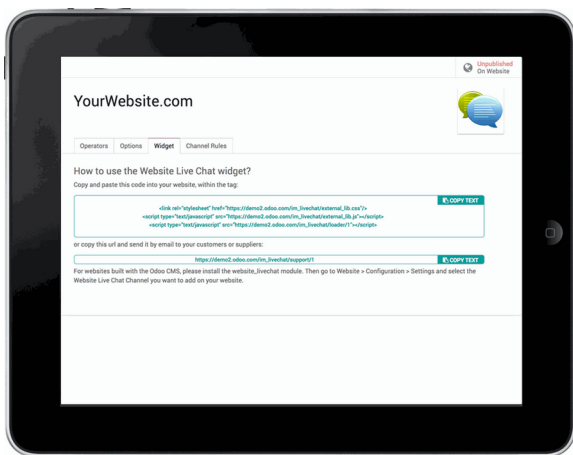 Unpublished
On Website
YourWebsite.com
Operators Options Widget Channel Rules
How to use the Website Live Chat widget?
Copy and paste this code into your website, within the tag:
COPY TEXT
<link rel="stylesheet" href="https://demo2.odoo.com/im_livechat/external_lib.css"/>
<script type="text/javascript" src="https://demo2.odoo.com/im_livechat/external_lib.js"></script>
<script type="text/javascript" src="https://demo2.odoo.com/im_livechat/loader/1"></script>
or copy this url and send it by email to your customers or suppliers:
https://demo2.odoo.com/im_livechat/support/1 COPY TEXT
For websites built with the Odoo CMS, please install the website_livechat module. Then go to Website > Configuration > Settings and select the
Website Live Chat Channel you want to add on your website.